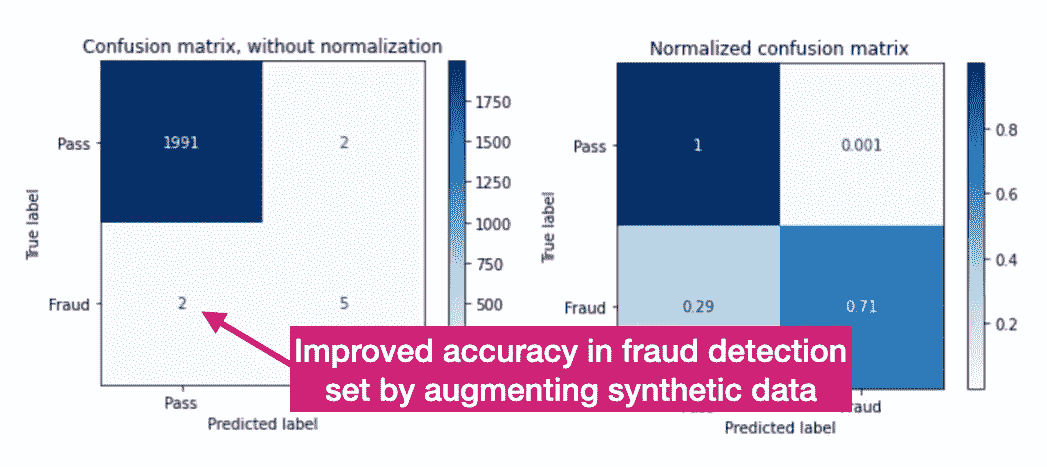 Confusion matrix, without normalization
True label
Pass
Fraud
1991
2
2
5
1750
1500
1250
1000
750
500
Pass
Predicted label
Normalized confusion matrix
True label
Pass
Fraud
1
0.001
0.29
0.71
0.8
0.6
0.4
0.2
Improved accuracy in fraud detection
set by augmenting synthetic data
raud
Predicted label